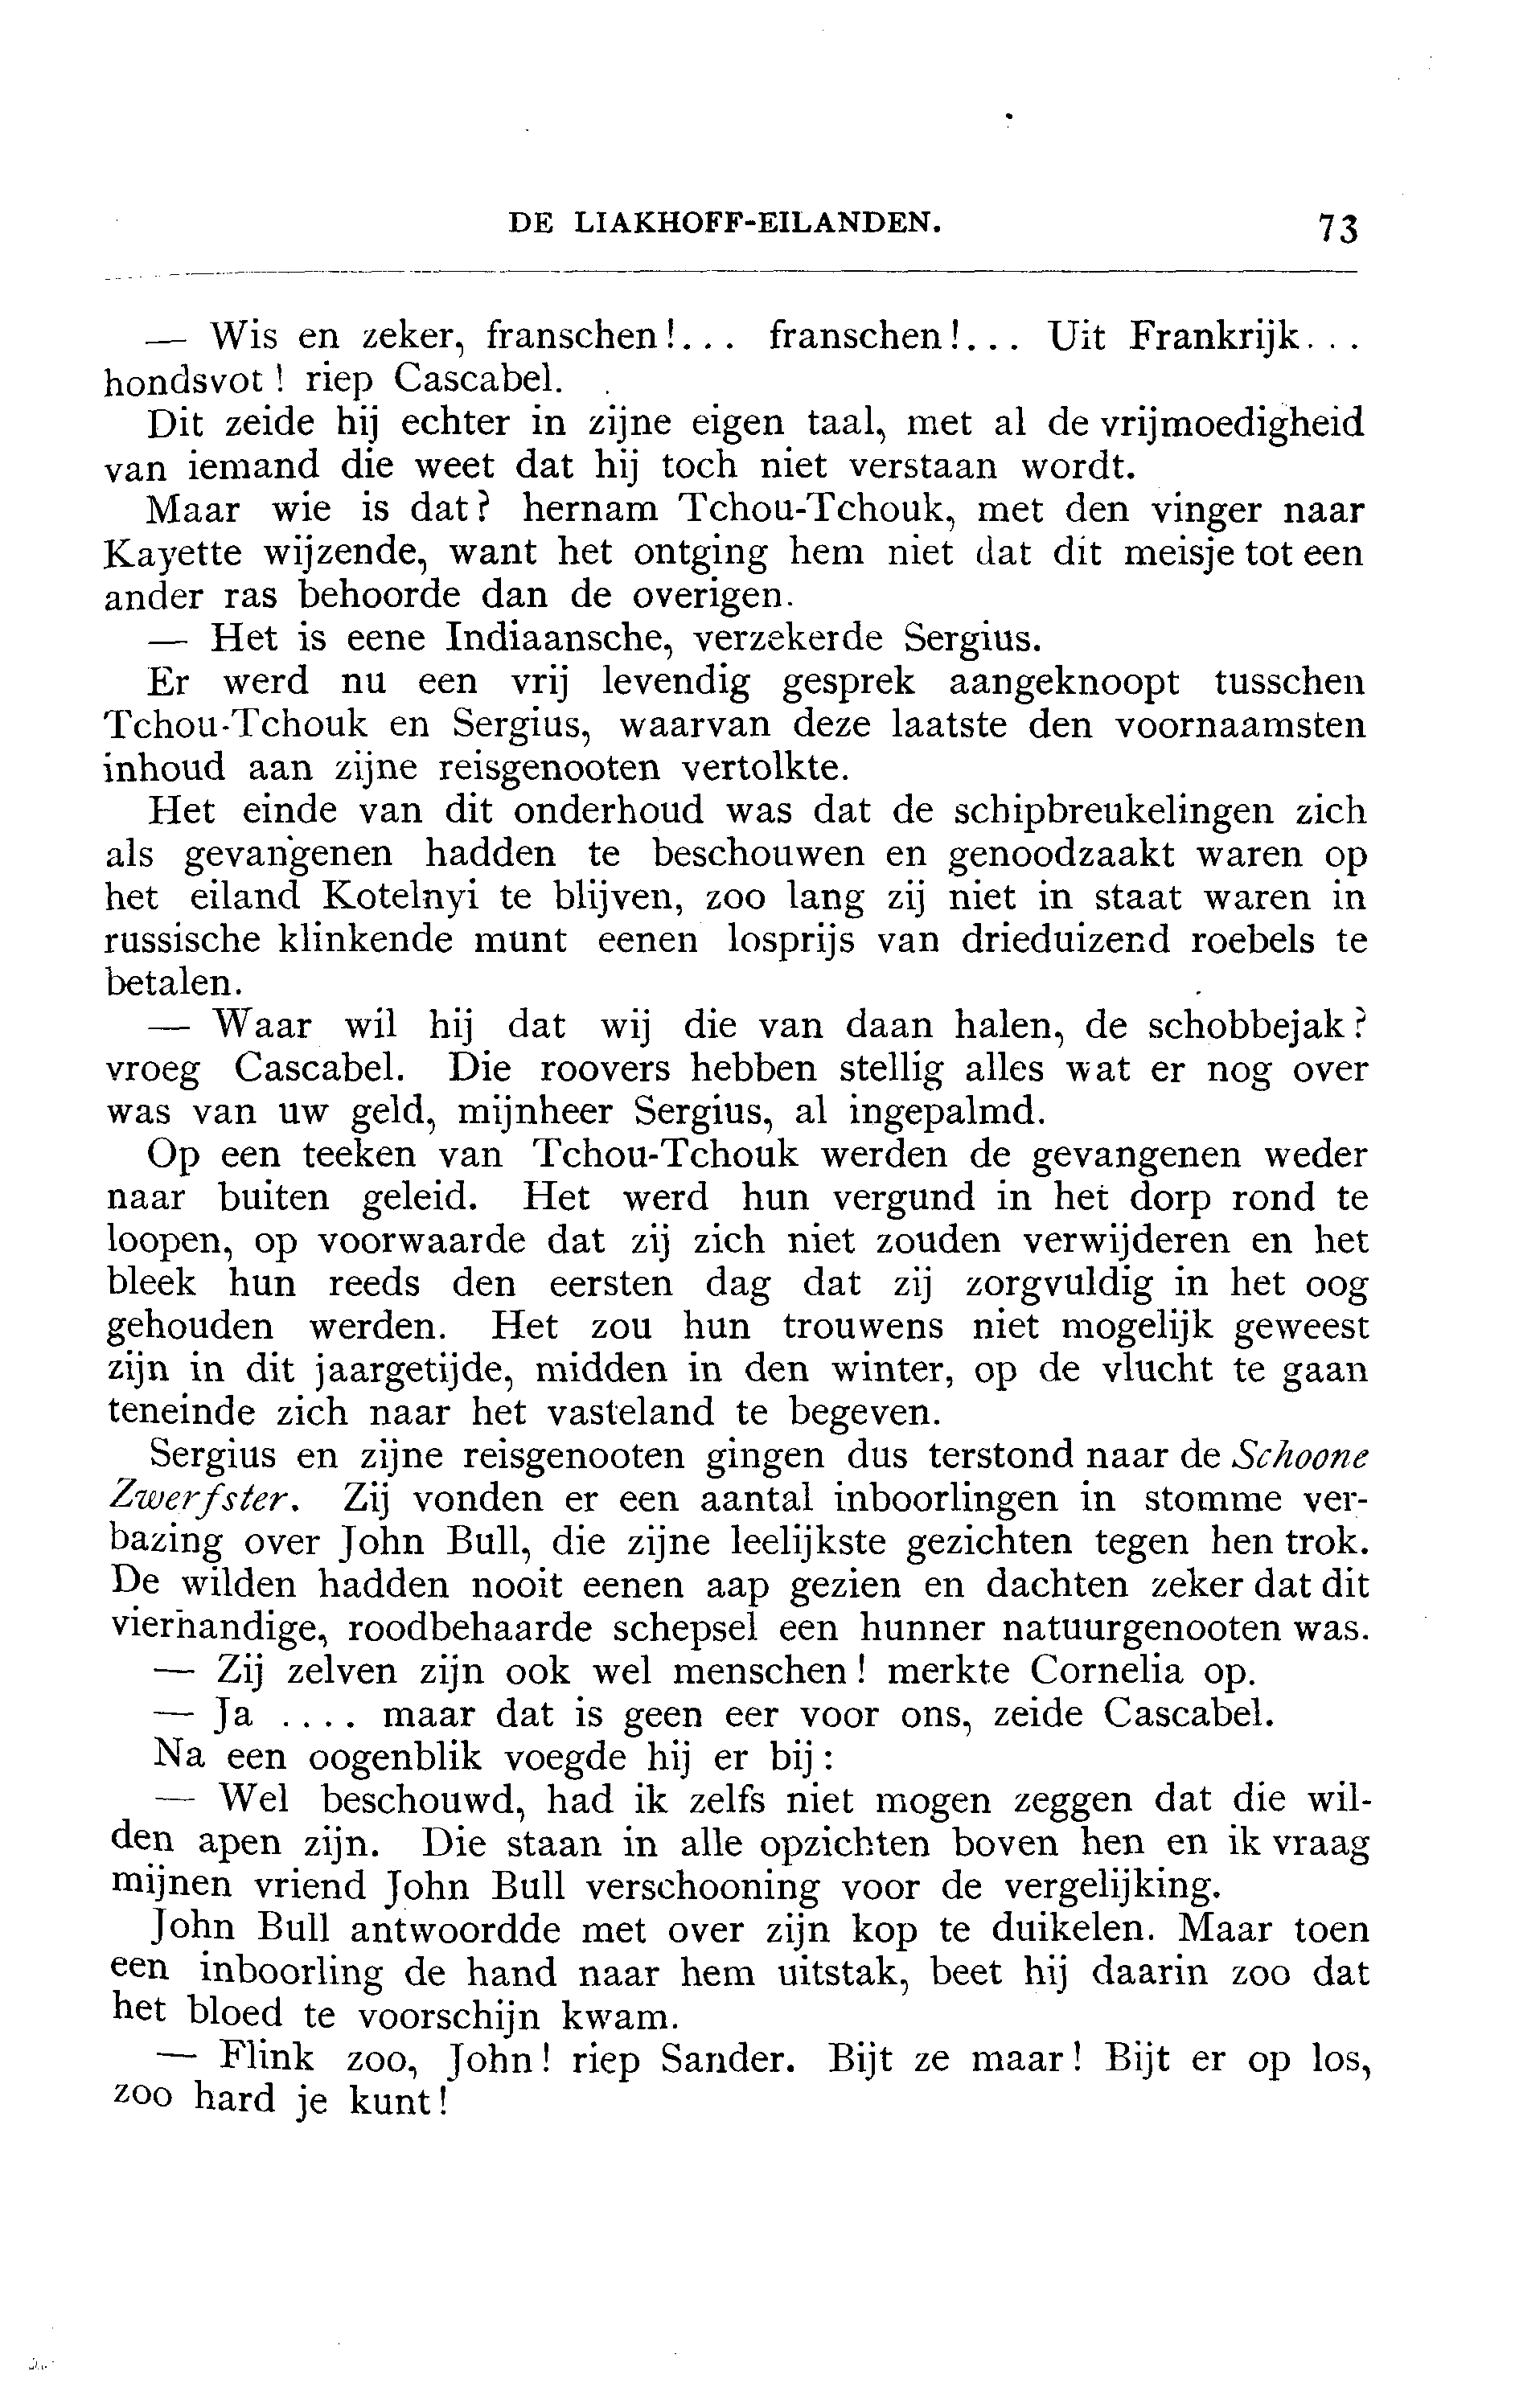 DE LIAKHOFF-EILANDEN. 73
— Wis en zeker, franschen!... franschen!... Uit Frankrijk...
hondsvot! riep Cascabel.
Dit zeide hij echter in zijne eigen taal, met al de vrijmoedigheid
van iemand die weet dat hij toch niet verstaan wordt.
Maar wie is dat? hernam Tchou-Tchouk, met den vinger naar
Kayette wijzende, want het ontging hem niet dat dit meisje tot een
ander ras behoorde dan de overigen.
— Het is eene Indiaansche, verzekerde Sergius.
Er werd nu een vrij levendig gesprek aangeknoopt tusschen
Tchou-Tchouk en Sergius, waarvan deze laatste den voornaamsten
inhoud aan zijne reisgenooten vertolkte.
Het einde van dit onderhoud was dat de schipbreukelingen zich
als gevangenen hadden te beschouwen en genoodzaakt waren op
het eiland Kotelnyi te blijven, zoo lang zij niet in staat waren in
russische klinkende munt eenen losprijs van drieduizend roebels te
betalen.
— Waar wil hij dat wij die van daan halen, de schobbejak?
vroeg Cascabel. Die roovers hebben stellig alles wat er nog over
was van uw geld, mijnheer Sergius, al ingepalmd.
Op een teeken van Tchou-Tchouk werden de gevangenen weder
naar buiten geleid. Het werd hun vergund in het dorp rond te
loopen, op voorwaarde dat zij zich niet zouden verwijderen en het
bleek hun reeds den eersten dag dat zij zorgvuldig in het oog
gehouden werden. Het zou hun trouwens niet mogelijk geweest
zijn in dit jaargetijde, midden in den winter, op de vlucht te gaan
teneinde zich naar het vasteland te begeven.
Sergius en zijne reisgenooten gingen dus terstond naar de Schoone
Zwerfster. Zij vonden er een aantal inboorlingen in stomme ver-
bazing over John Bull, die zijne leelijkste gezichten tegen hen trok.
De wilden hadden nooit eenen aap gezien en dachten zeker dat dit
vierhandige, roodbehaarde schepsel een hunner natuurgenooten was.
— Zij zelven zijn ook wel menschen! merkte Cornelia op.
— Ja .... maar dat is geen eer voor ons, zeide Cascabel.
Na een oogenblik voegde hij er bij:
— Wel beschouwd, had ik zelfs niet mogen zeggen dat die wil-
den apen zijn. Die staan in alle opzichten boven hen en ik vraag
mijnen vriend John Bull verschooning voor de vergelijking.
John Bull antwoordde met over zijn kop te duikelen. Maar toen
een inboorling de hand naar hem uitstak, beet hij daarin zoo dat
het bloed te voorschijn kwam.
— Flink zoo, John! riep Sander. Bijt ze maar! Bijt er op los,
zoo hard je kunt!